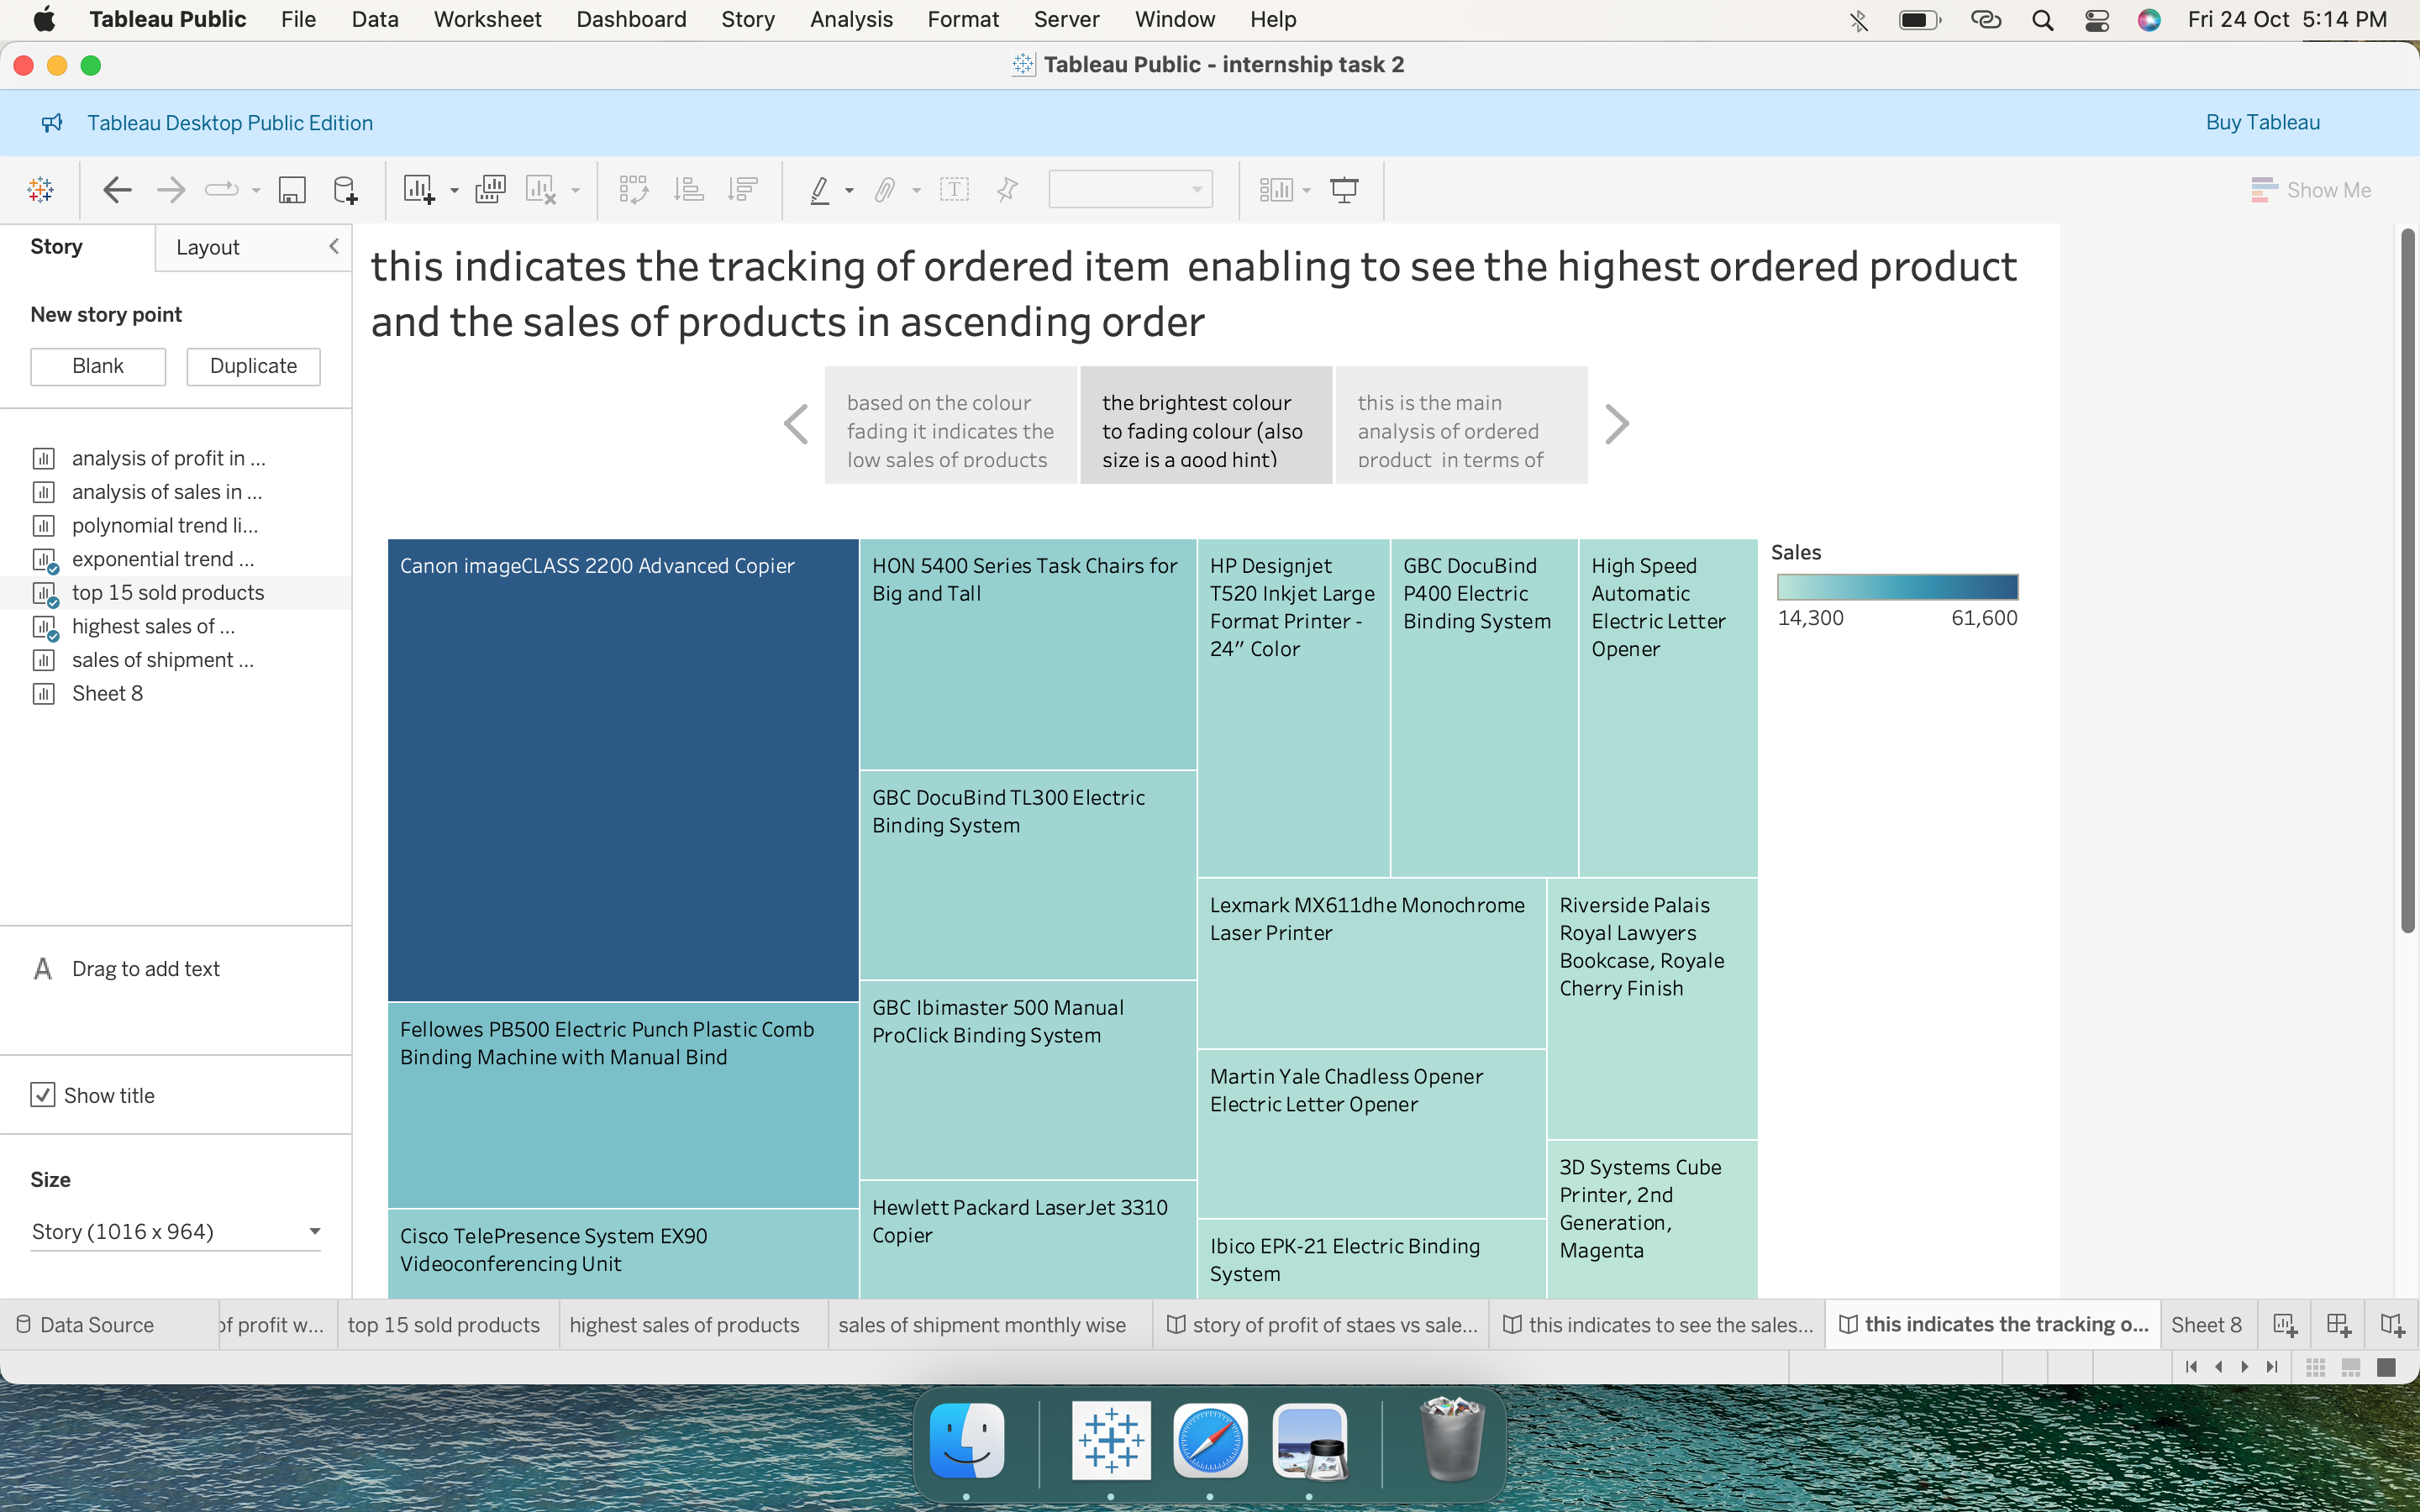 Tableau Public File Data Worksheet Dashboard Story Analysis Format Server Window Help Fri 24 Oct 5:14 PM
Tableau Public - internship task 2
Tableau Desktop Public Edition Buy Tableau
Show Me
Story Layout
New story point
Blank Duplicate
analysis of profit in ...
analysis of sales in ...
polynomial trend li...
exponential trend ...
top 15 sold products
highest sales of ...
sales of shipment ...
Sheet 8
A Drag to add text
Show title
Size
Story (1016 x 964)
this indicates the tracking of ordered item enabling to see the highest ordered product
and the sales of products in ascending order
based on the colour
fading it indicates the
low sales of products
the brightest colour
to fading colour (also
size is a good hint)
this is the main
analysis of ordered
product in terms of
Canon imageCLASS 2200 Advanced Copier
Fellowes PB500 Electric Punch Plastic Comb
Binding Machine with Manual Bind
Cisco TelePresence System EX90
Videoconferencing Unit
HON 5400 Series Task Chairs for
Big and Tall
GBC DocuBind TL300 Electric
Binding System
GBC Ibimaster 500 Manual
ProClick Binding System
Hewlett Packard LaserJet 3310
Copier
HP Designjet
T520 Inkjet Large
Format Printer -
24" Color
GBC DocuBind
P400 Electric
Binding System
High Speed
Automatic
Electric Letter
Opener
Lexmark MX611dhe Monochrome
Laser Printer
Martin Yale Chadless Opener
Electric Letter Opener
Ibico EPK-21 Electric Binding
System
Riverside Palais
Royal Lawyers
Bookcase, Royale
Cherry Finish
3D Systems Cube
Printer, 2nd
Generation,
Magenta
Sales
14,300 61,600
Data Source of profit w... top 15 sold products highest sales of products sales of shipment monthly wise story of profit of staes vs sale... this indicates to see the sales... this indicates the tracking o... Sheet 8